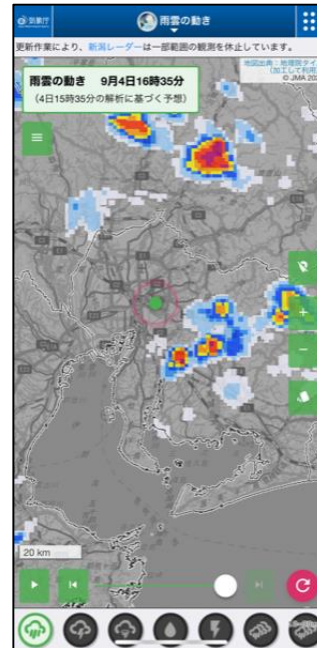 気象庁
雨雲の動き
更新作業により、新潟レーダーは一部範囲の観測を休止しています。
地図出典：地理院タイ
（加工して利用
© JMA 202
雨雲の動き 9月4日16時35分
（4日15時35分の解析に基づく予想）
20 km